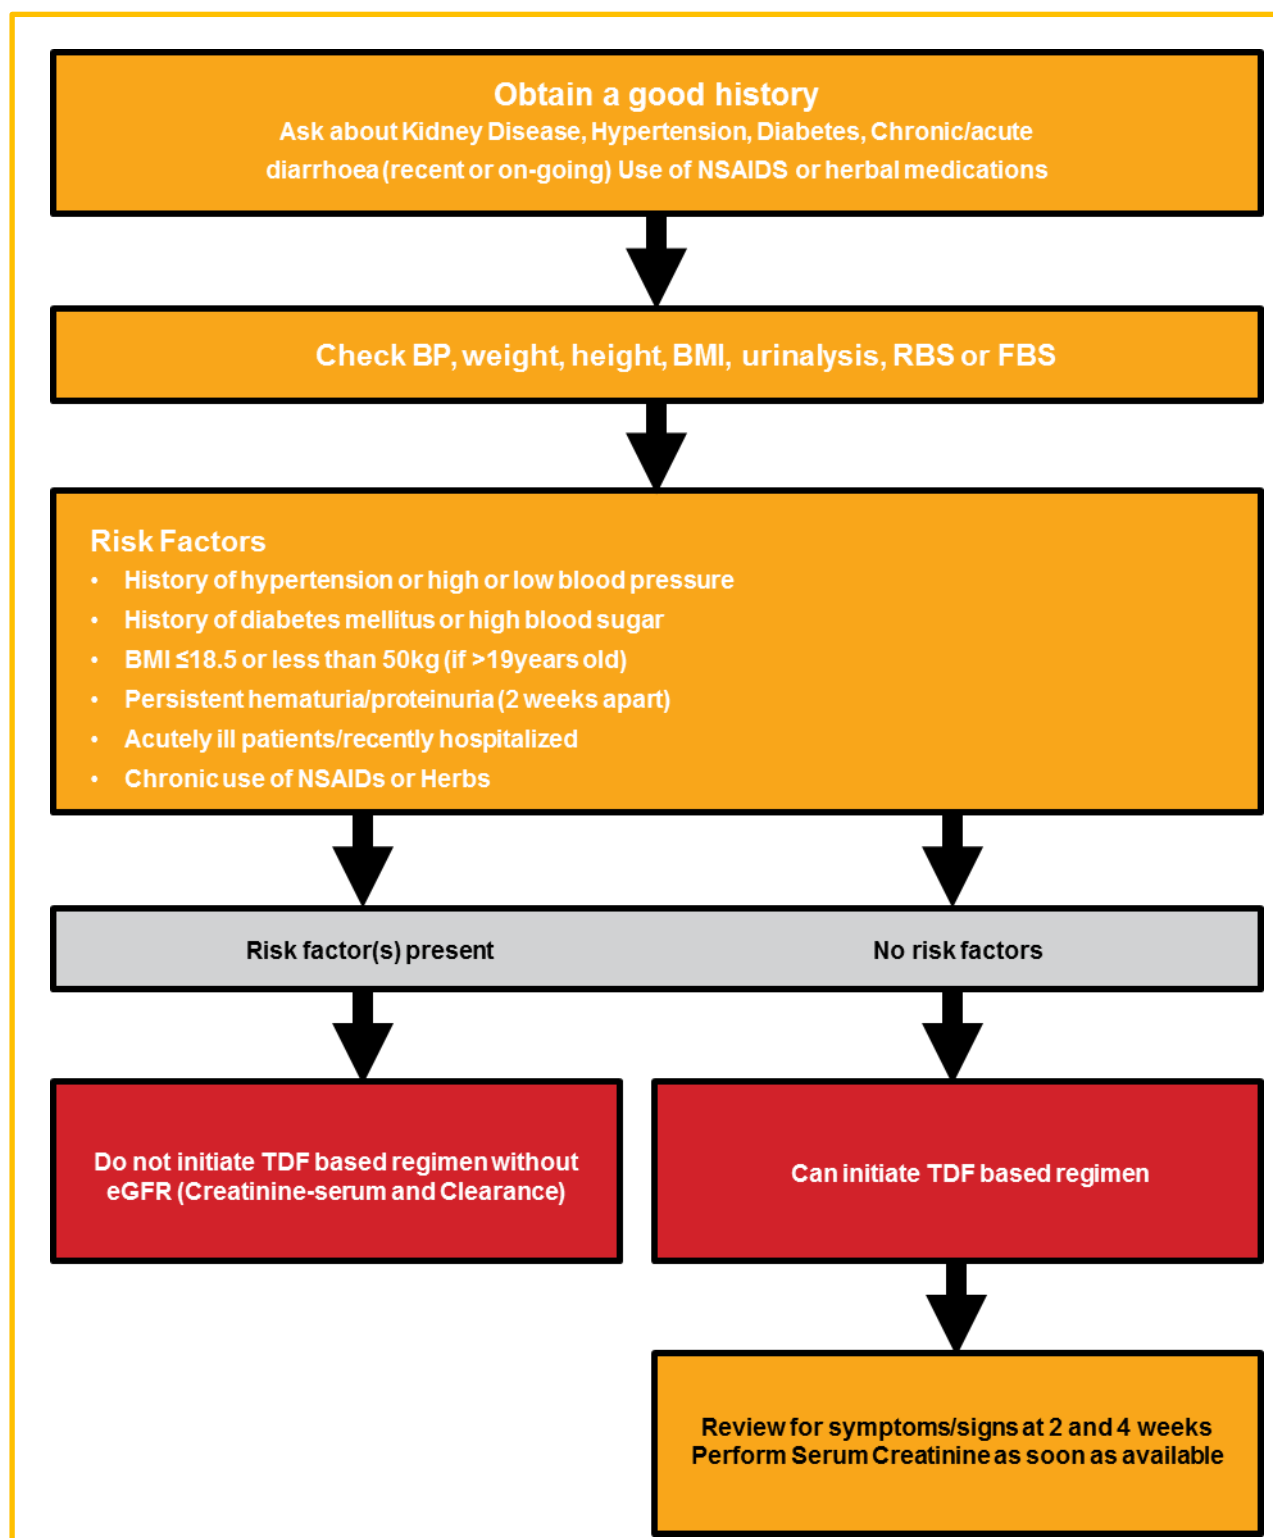 Obtain a good history
Ask about Kidney Disease, Hypertension, Diabetes, Chronic/acute
diarrhoea (recent or on-going) Use of NSAIDS or herbal medications
Check BP, weight, height, BMI, urinalysis, RBS or FBS
Risk Factors
• History of hypertension or high or low blood pressure
• History of diabetes mellitus or high blood sugar
• BMI ≤18.5 or less than 50kg (if >19years old)
• Persistent hematuria/proteinuria (2 weeks apart)
• Acutely ill patients/recently hospitalized
• Chronic use of NSAIDs or Herbs
Risk factor(s) present
No risk factors
Do not initiate TDF based regimen without
eGFR (Creatinine-serum and Clearance)
Can initiate TDF based regimen
Review for symptoms/signs at 2 and 4 weeks
Perform Serum Creatinine as soon as available